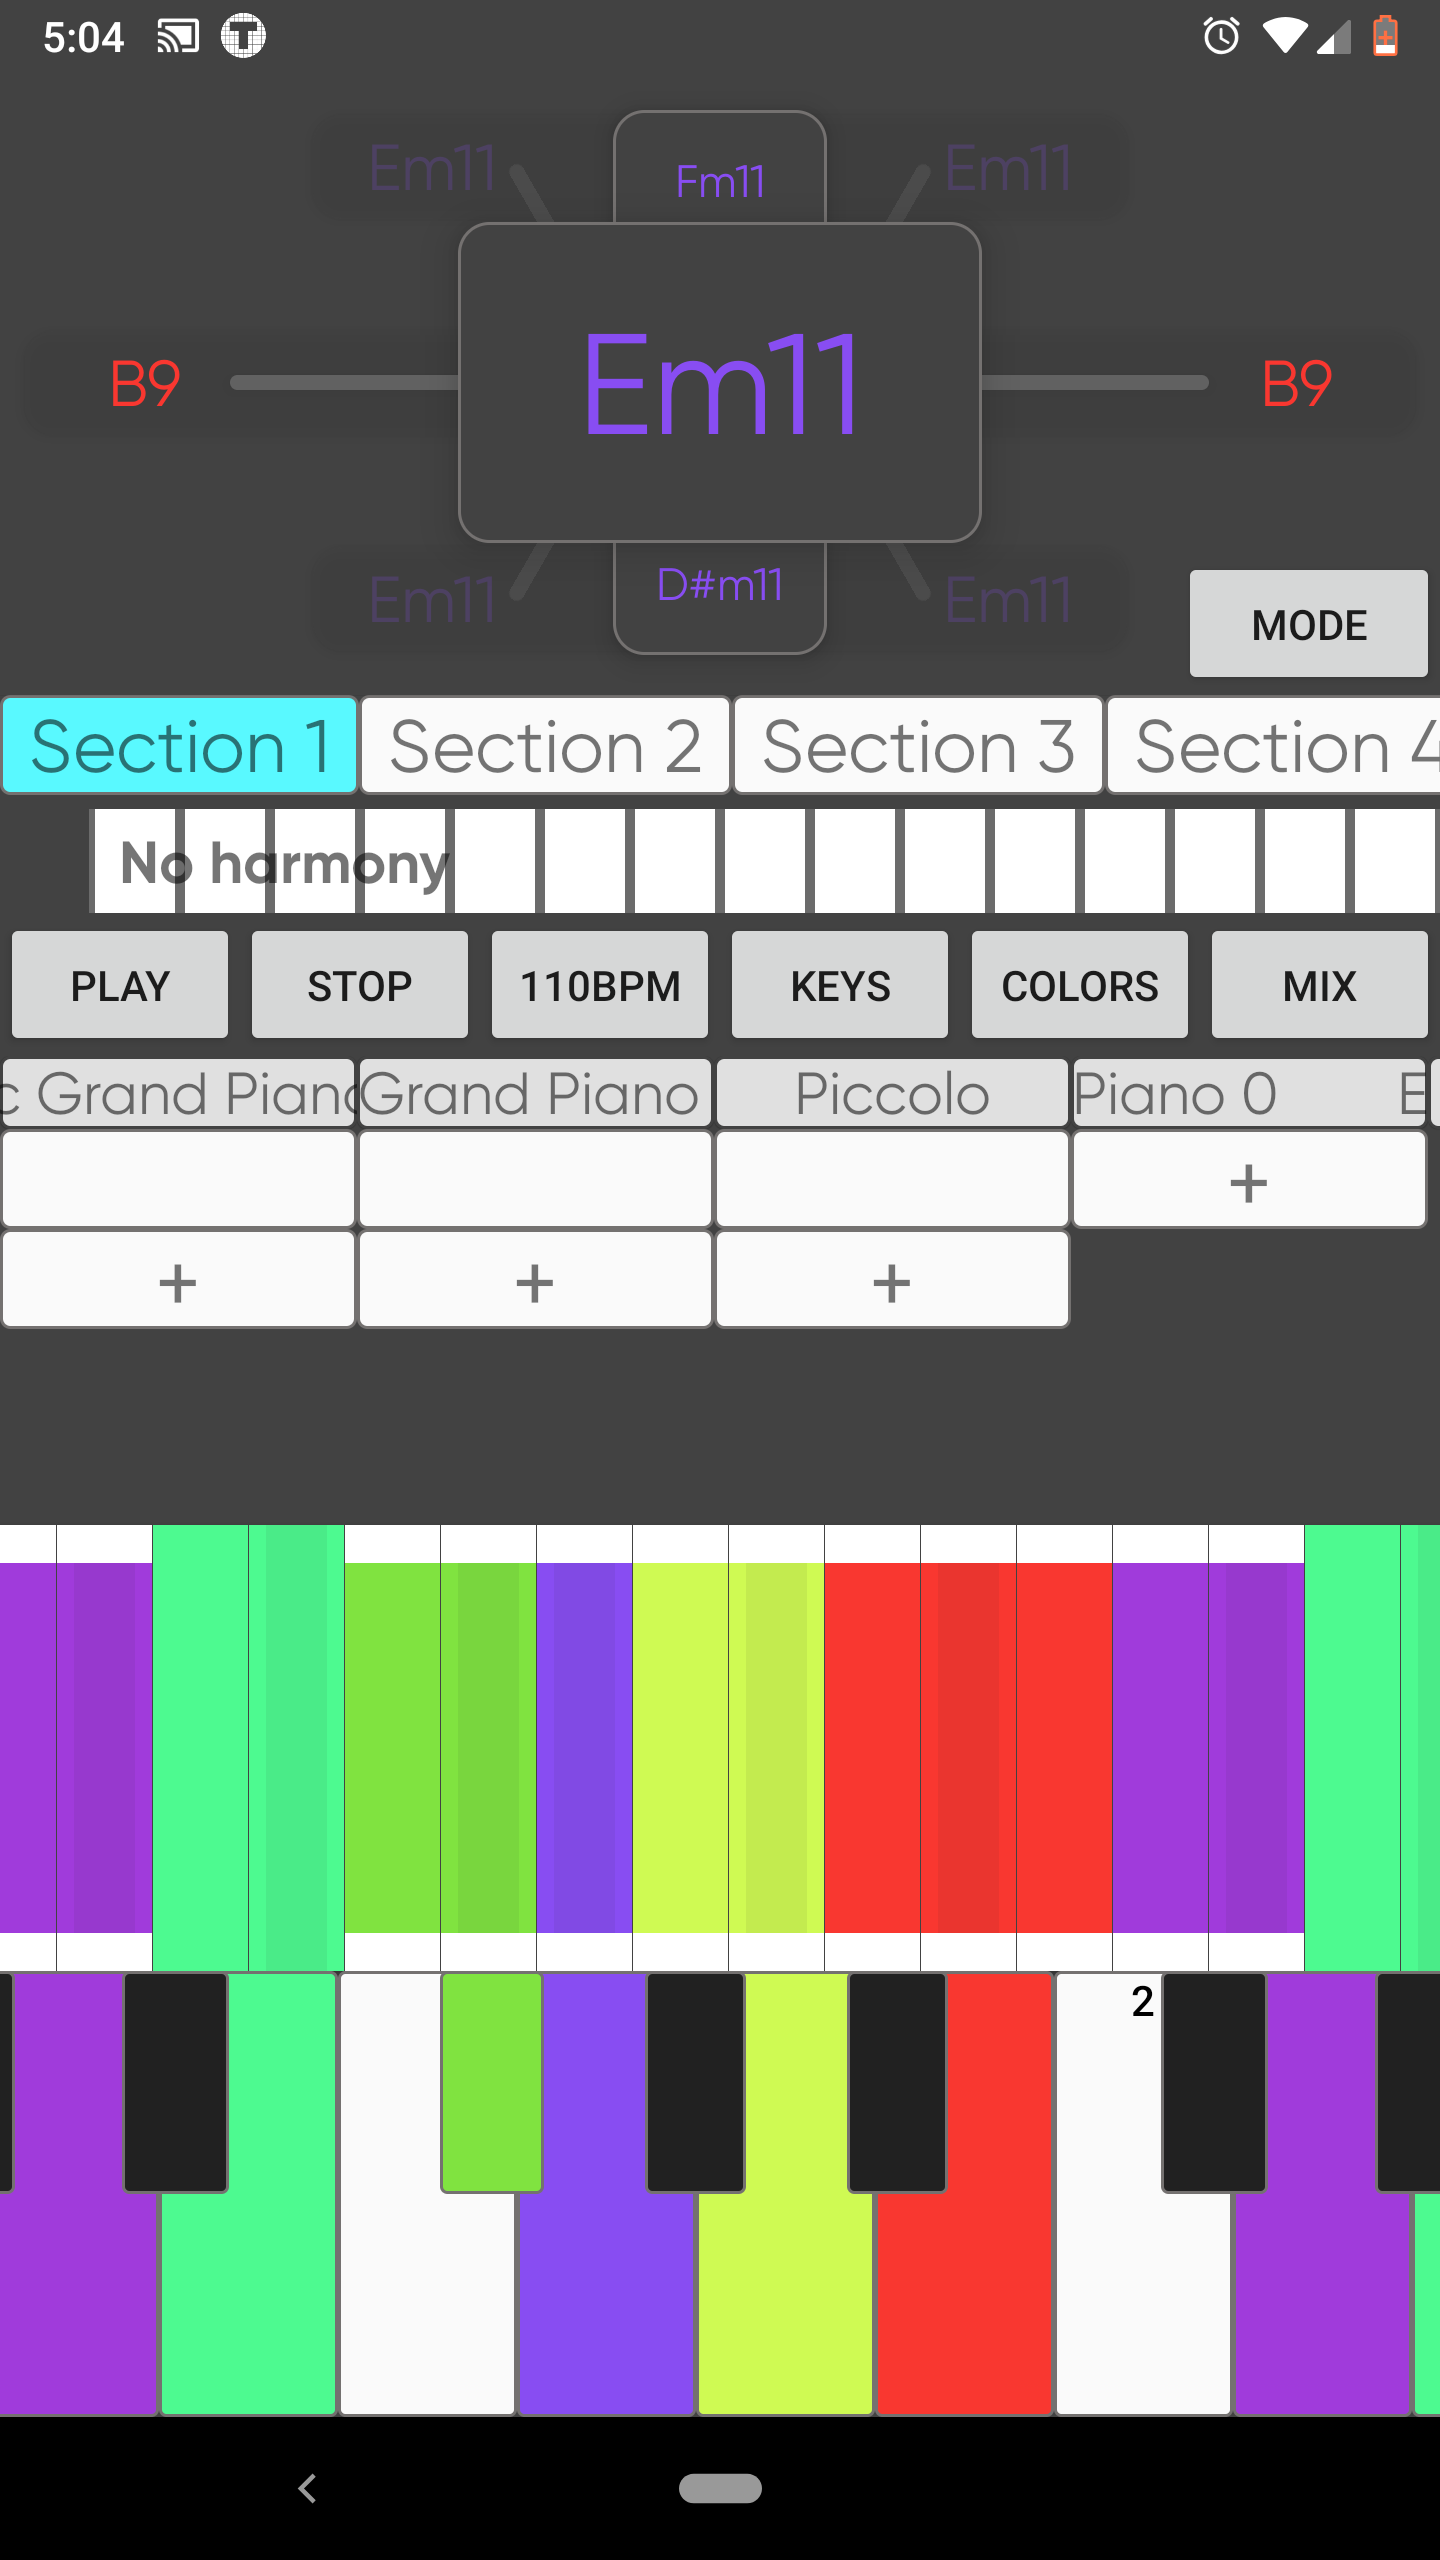 5:04
Em11 Fm11 Em11
B9 Em11 B9
Em11 D#m11 Em11
MODE
Section 1 Section 2 Section 3 Section 4
No harmony
PLAY STOP 110BPM KEYS COLORS MIX
c Grand Piano Grand Piano Piccolo Piano 0 E
+
+ + +
2